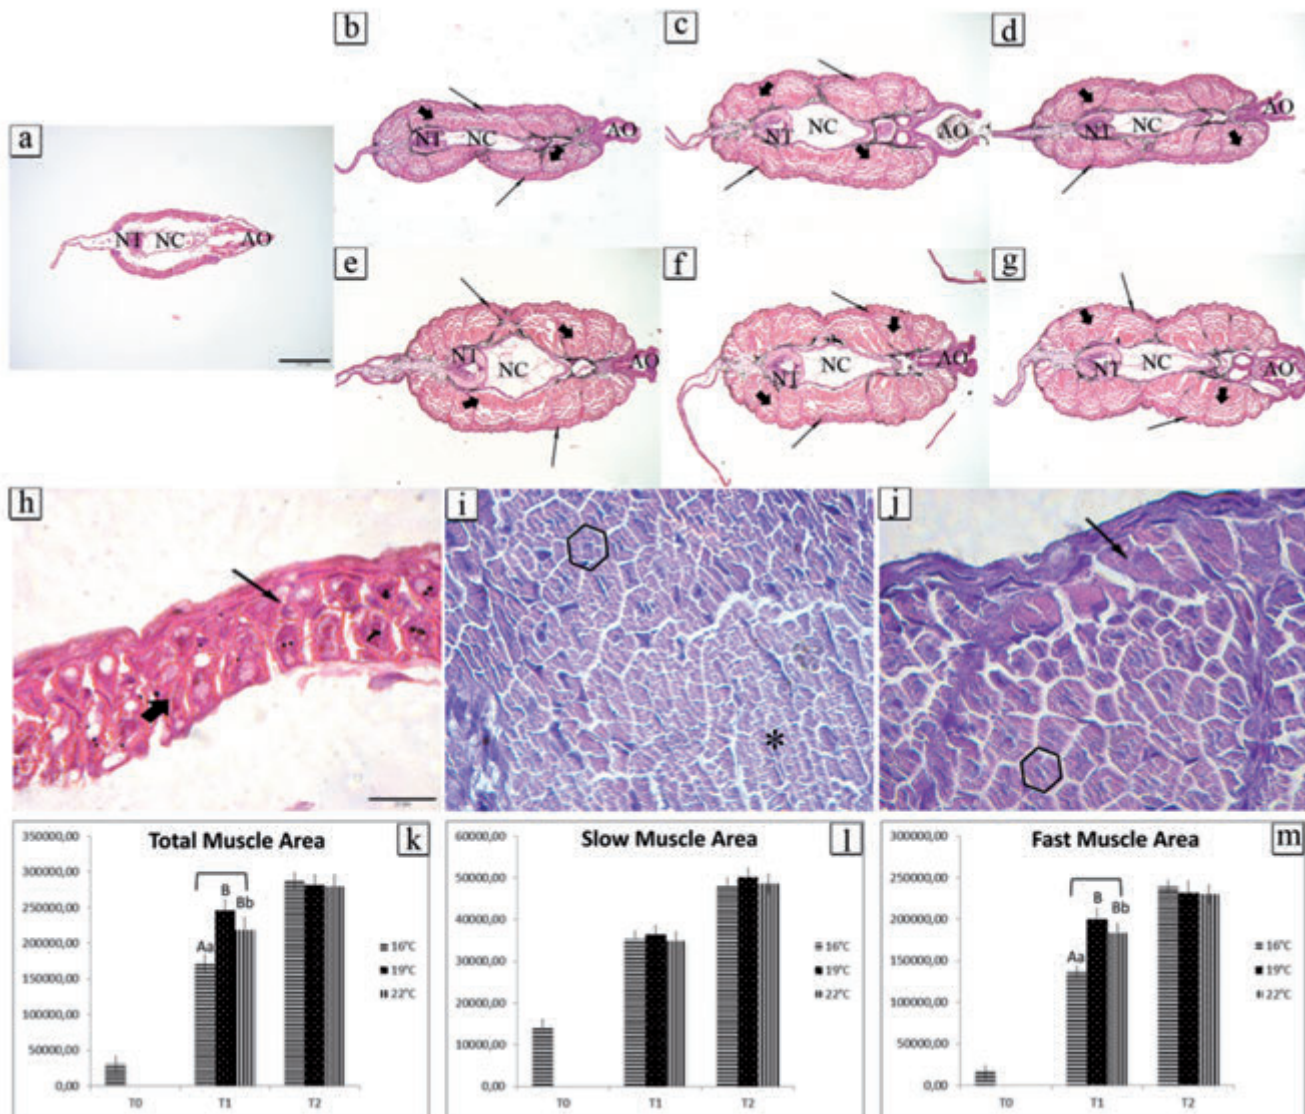 a
NT NC AO
b
NT NC AO
c
NT NC AO
d
NT NC AO
e
NT NC AO
f
NT NC AO
g
NT NC AO
h
i
*
j
Total Muscle Area
k
350000,00
300000,00
250000,00
200000,00
150000,00
100000,00
50000,00
0,00
Aa
B
Bb
T0 T1 T2
16°C
19°C
22°C
Slow Muscle Area
l
60000,00
50000,00
40000,00
30000,00
20000,00
10000,00
0,00
T0 T1 T2
16°C
19°C
22°C
Fast Muscle Area
m
300000,00
250000,00
200000,00
150000,00
100000,00
50000,00
0,00
Aa
B
Bb
T0 T1 T2
16°C
19°C
22°C